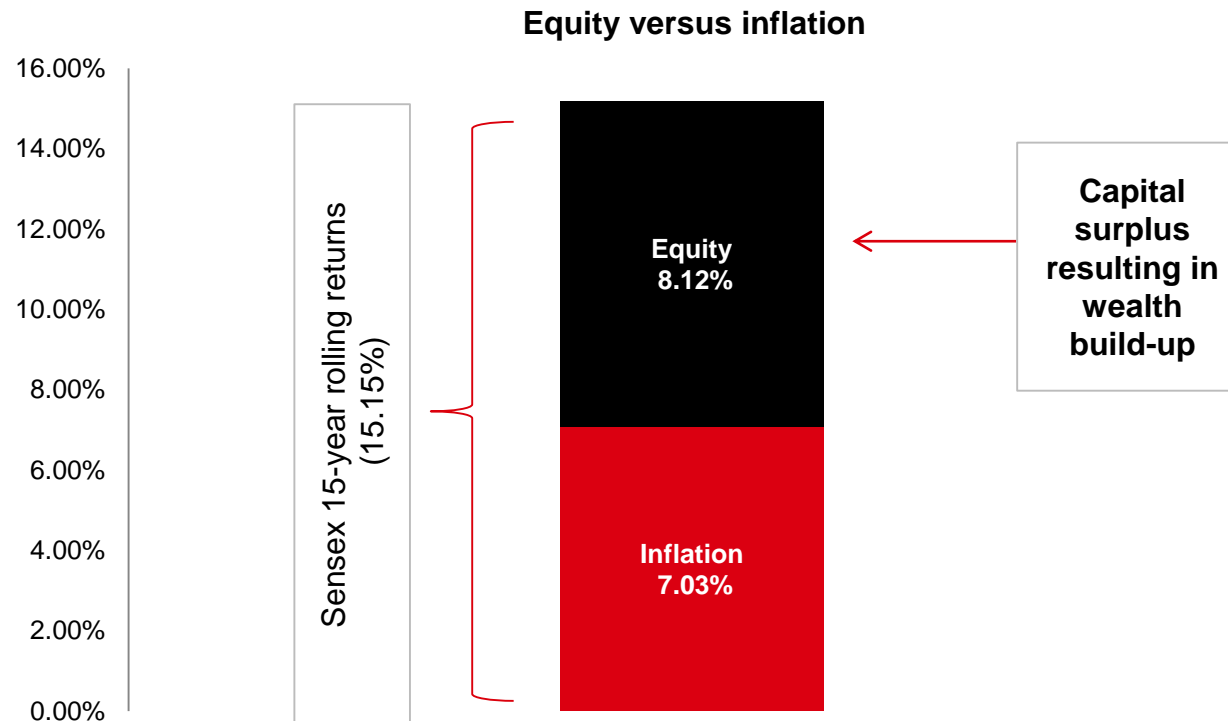 Equity versus inflation
16.00%
14.00%
12.00%
10.00%
8.00%
6.00%
4.00%
2.00%
0.00%
Sensex 15-year rolling returns
(15.15%)
Equity
8.12%
Inflation
7.03%
Capital
surplus
resulting in
wealth
build-up